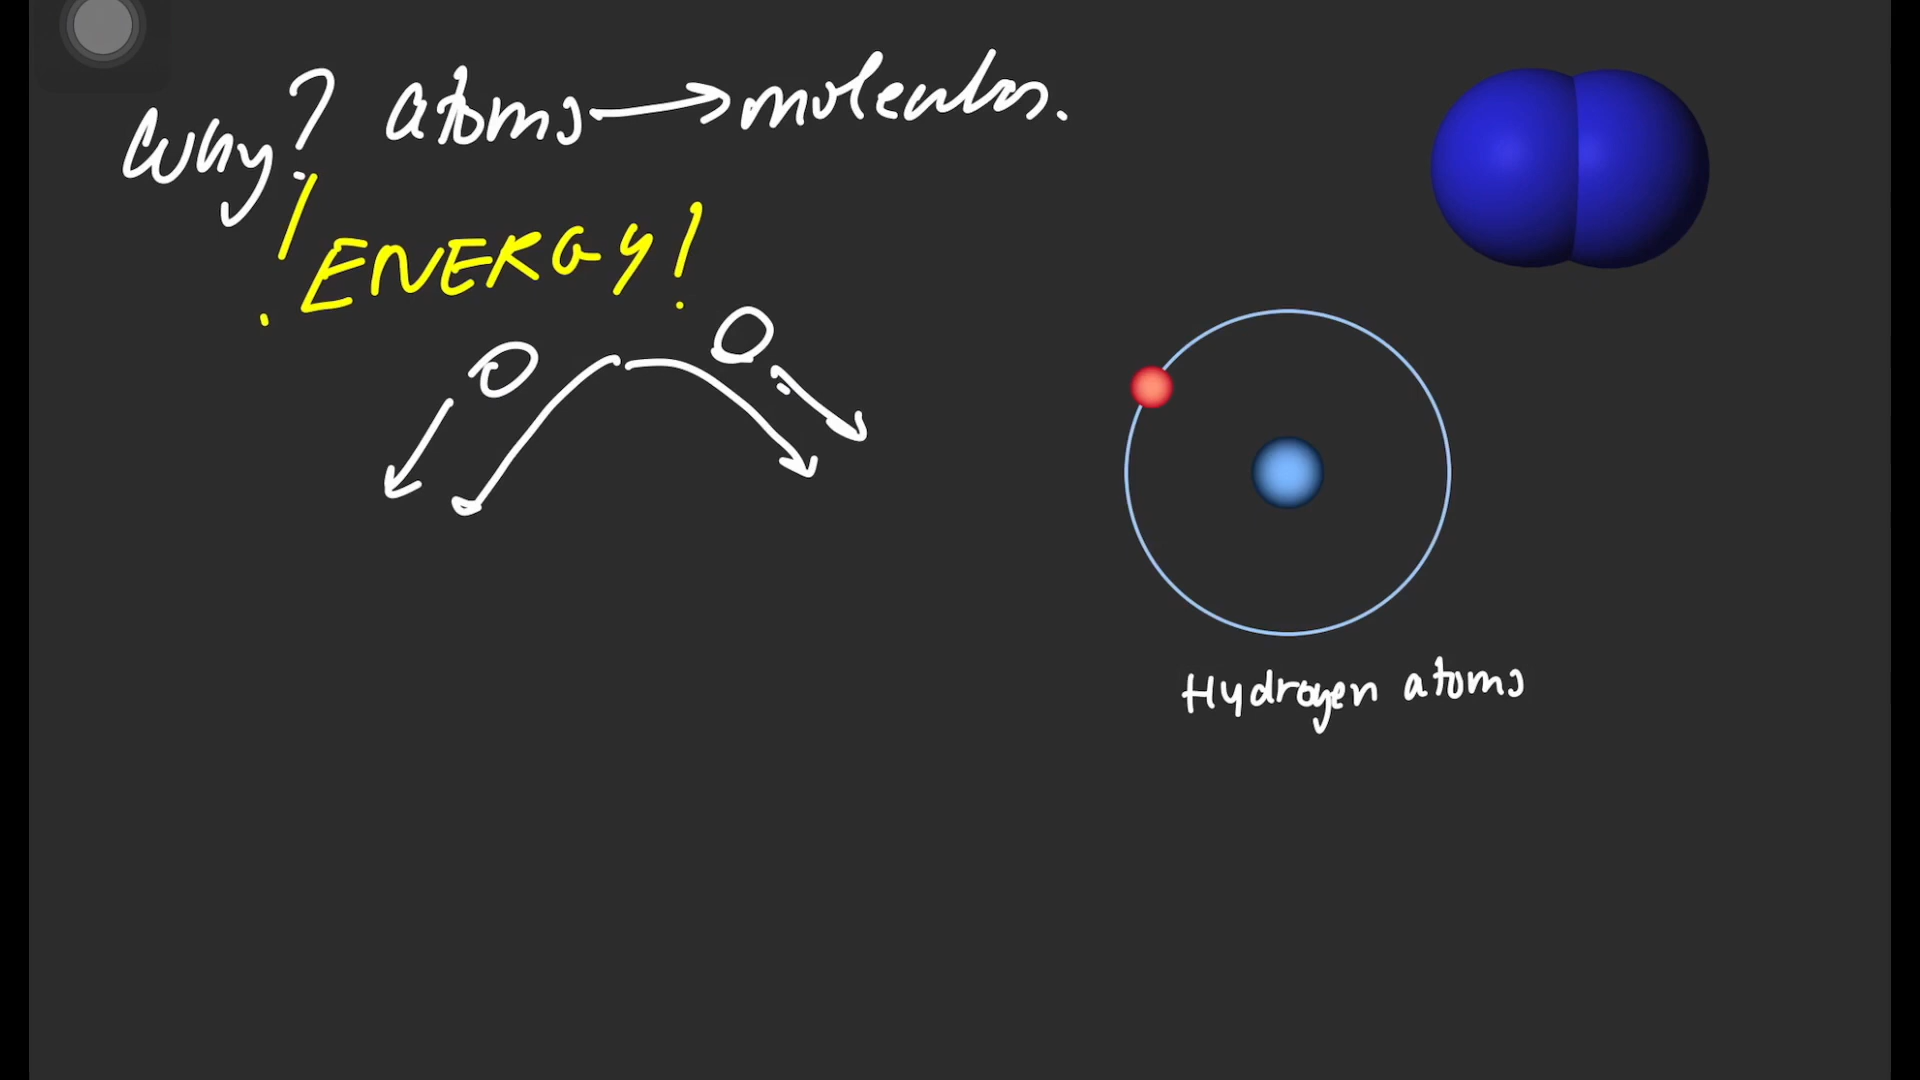 Why? atoms → molecules.
! ENERGY!
Hydrogen atoms